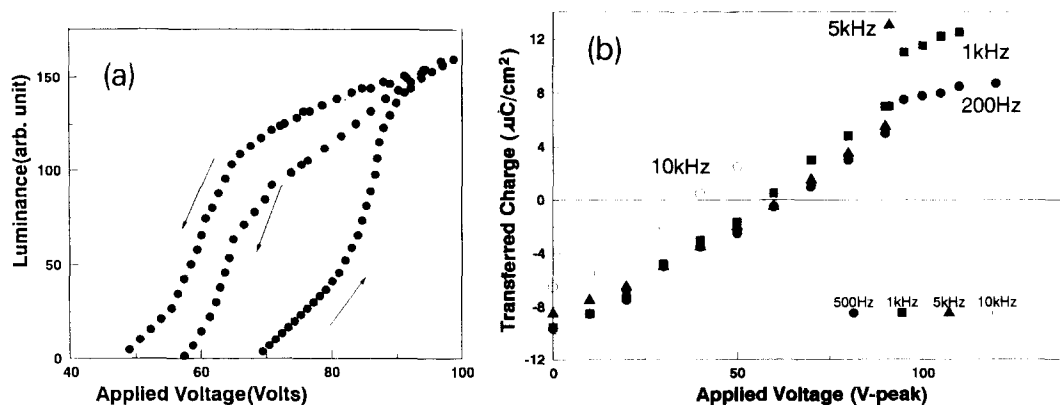 (a)
Luminance(arb. unit)
150
100
50
0
40
60
80
100
Applied Voltage(Volts)
(b)
Transferred Charge (μC/cm²)
12
8
4
0
-4
-8
-12
0
50
100
Applied Voltage (V-peak)
5kHz
1kHz
200Hz
10kHz
500Hz 1kHz 5kHz 10kHz